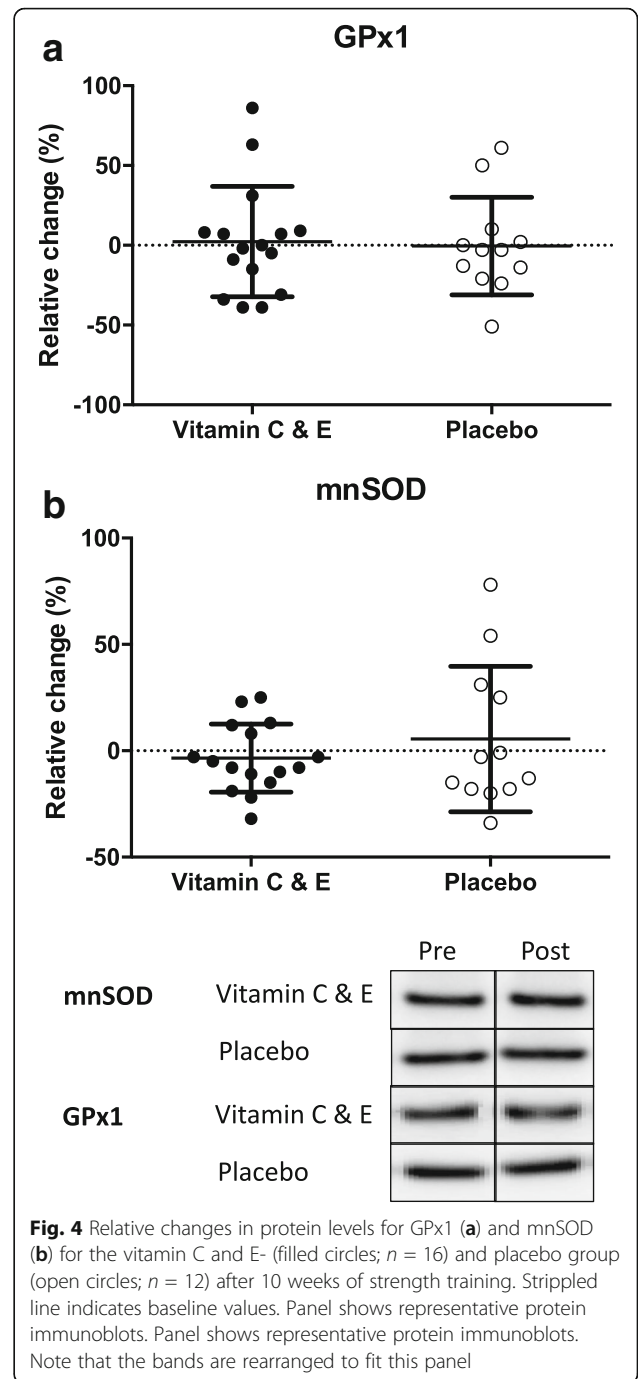 a
GPx1
Relative change (%)
100
50
0
-50
-100
Vitamin C & E
Placebo
b
mnSOD
Relative change (%)
100
50
0
-50
Vitamin C & E
Placebo
Pre Post
mnSOD Vitamin C & E
Placebo
GPx1 Vitamin C & E
Placebo
Fig. 4 Relative changes in protein levels for GPx1 (a) and mnSOD
(b) for the vitamin C and E- (filled circles; n = 16) and placebo group
(open circles; n = 12) after 10 weeks of strength training. Strippled
line indicates baseline values. Panel shows representative protein
immunoblots. Panel shows representative protein immunoblots.
Note that the bands are rearranged to fit this panel